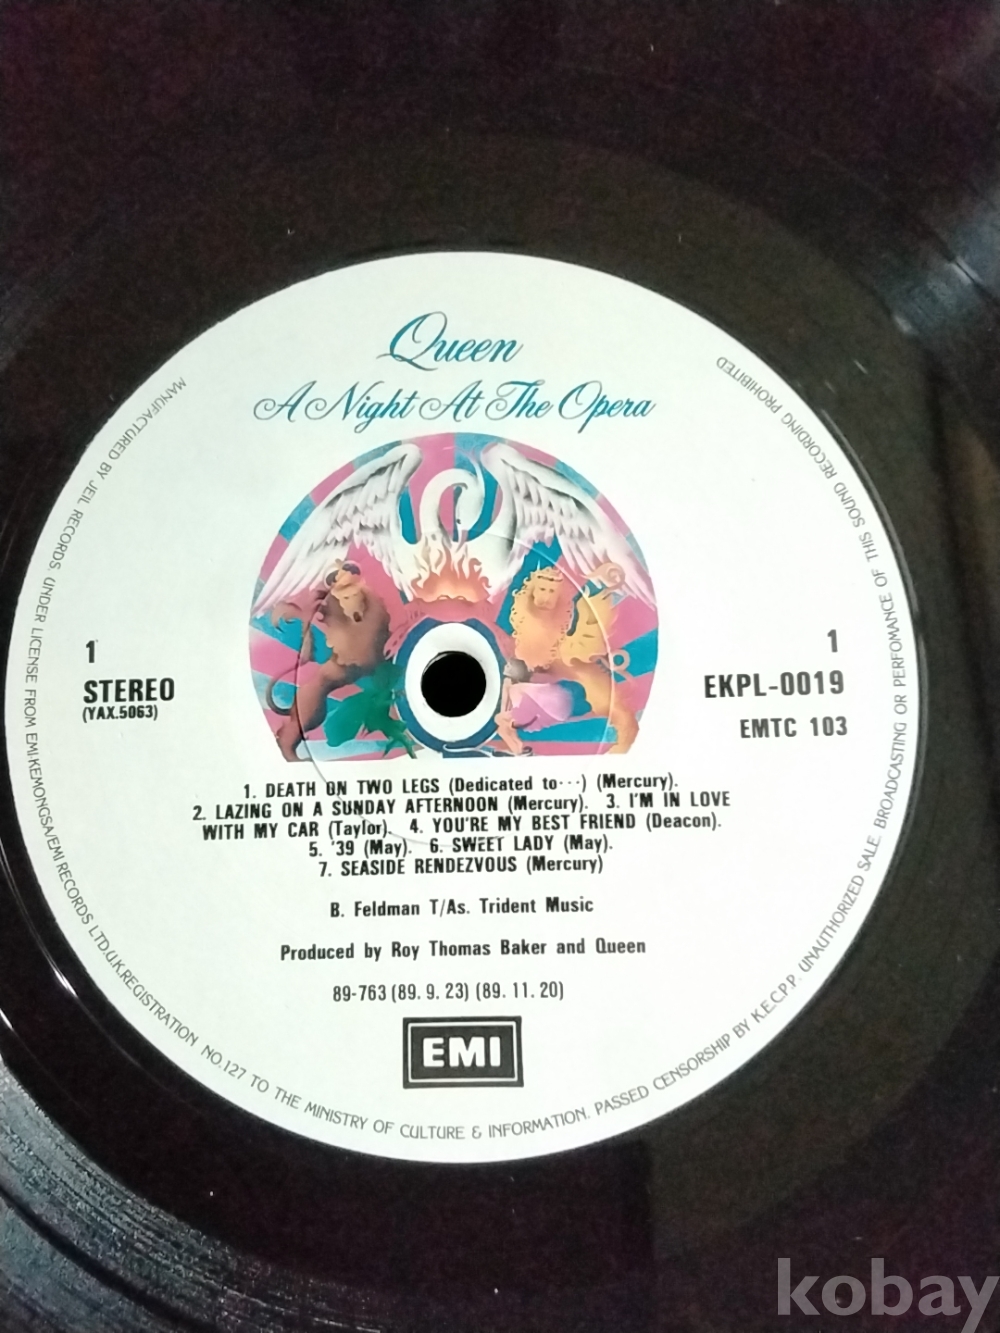 Queen
A Night At The Opera
1
STEREO
(YAX.5063)
1
EKPL-0019
EMTC 103
1. DEATH ON TWO LEGS (Dedicated to···) (Mercury).
2. LAZING ON A SUNDAY AFTERNOON (Mercury). 3. I'M IN LOVE
WITH MY CAR (Taylor). 4. YOU'RE MY BEST FRIEND (Deacon).
5. '39 (May). 6. SWEET LADY (May).
7. SEASIDE RENDEZVOUS (Mercury)
B. Feldman T/As. Trident Music
Produced by Roy Thomas Baker and Queen
89-763 (89. 9. 23) (89. 11. 20)
EMI
MANUFACTURED BY JEIL RECORDS, UNDER LICENSE FROM EMI-KEMONGSA/EMI RECORDS LTD.U.K.REGISTRATION NO.127 TO THE MINISTRY OF CULTURE & INFORMATION. PASSED CENSORSHIP BY K.E.C.P.P. UNAUTHORIZED SALE. BROADCASTING OR PERFOMANCE OF THIS SOUND RECORDING PROHIBITED
kobay